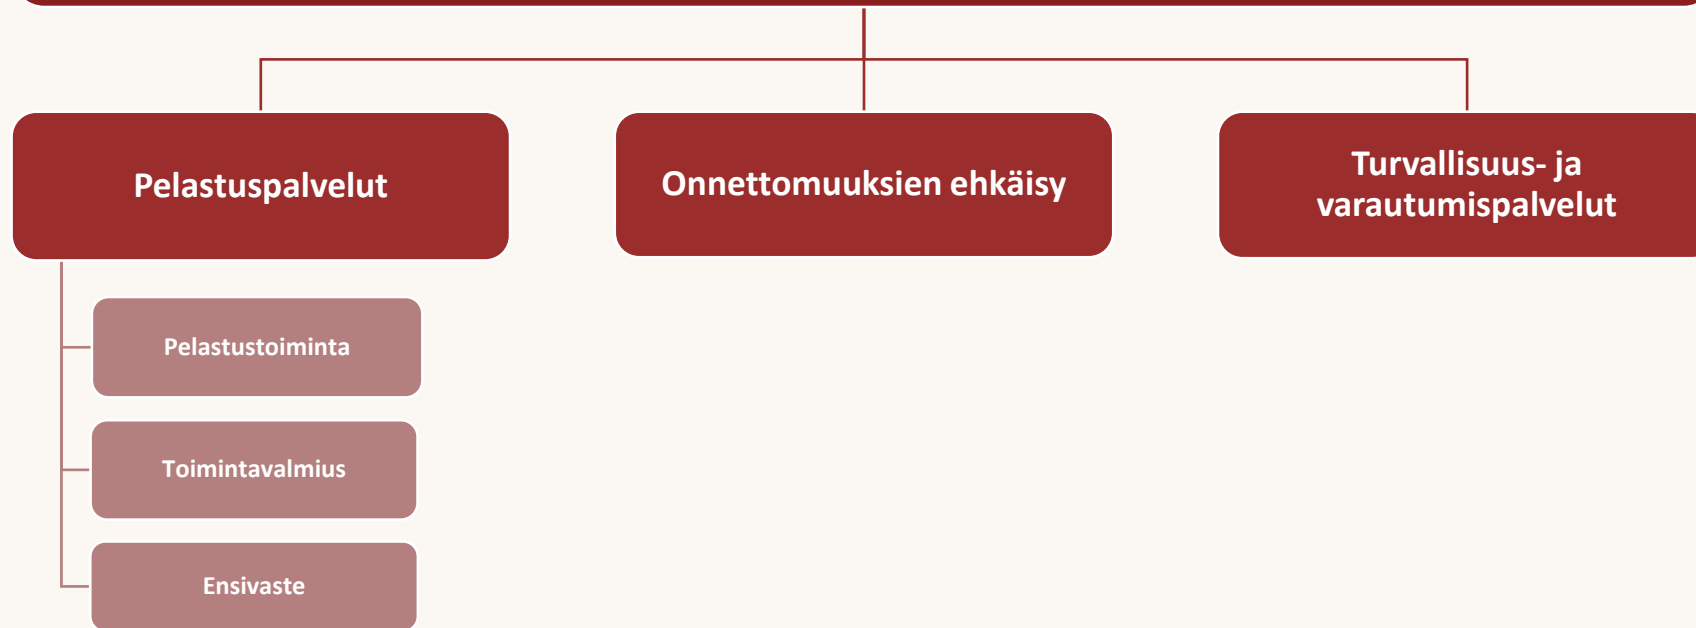 Pelastuspalvelut
Onnettomuuksien ehkäisy
Turvallisuus- ja
varautumispalvelut
Pelastustoiminta
Toimintavalmius
Ensivaste